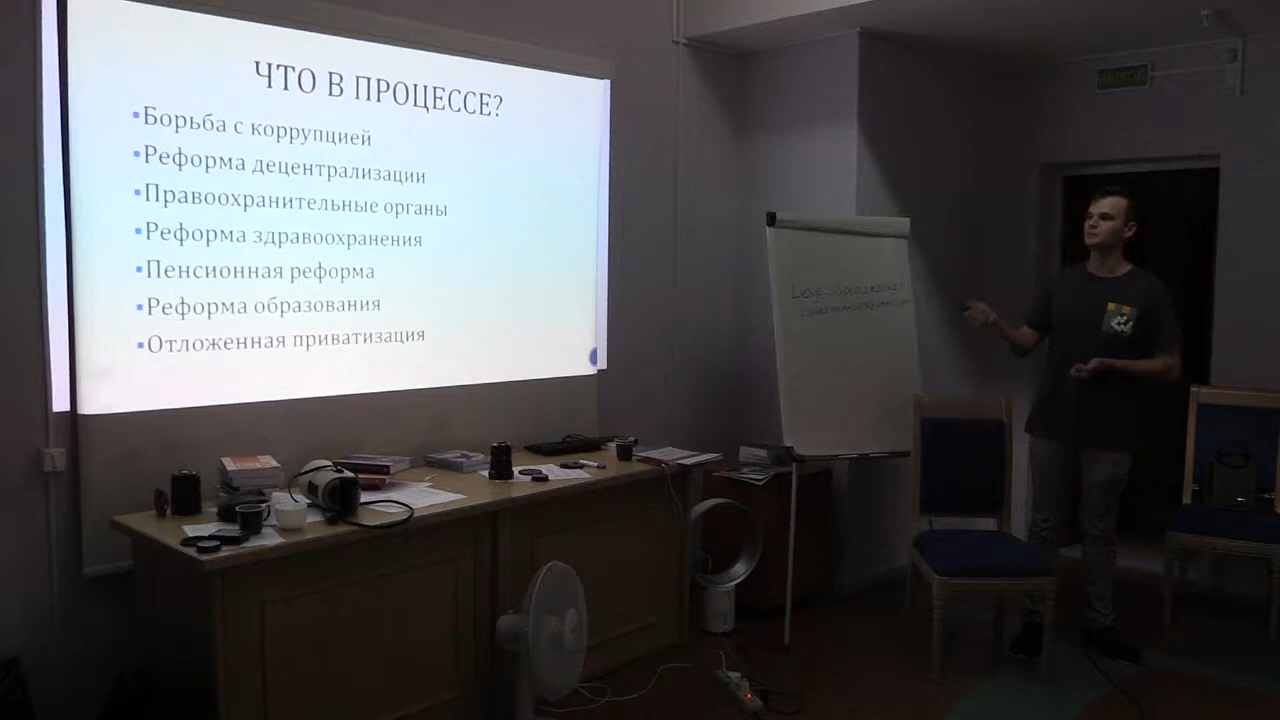 ЧТО В ПРОЦЕССЕ?
▪Борьба с коррупцией
▪Реформа децентрализации
▪Правоохранительные органы
▪Реформа здравоохранения
▪Пенсионная реформа
▪Реформа образования
▪Отложенная приватизация